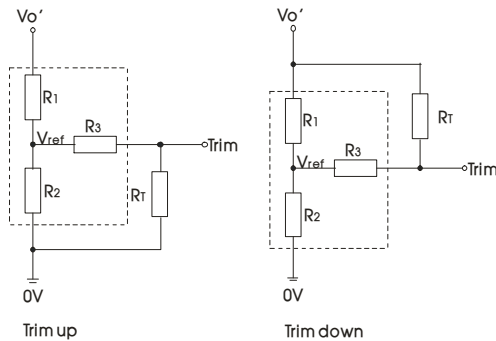 Vo′
R1
Vref
R3
Trim
R2
RT
0V
Trim up
Vo′
R1
RT
Vref
R3
Trim
R2
0V
Trim down